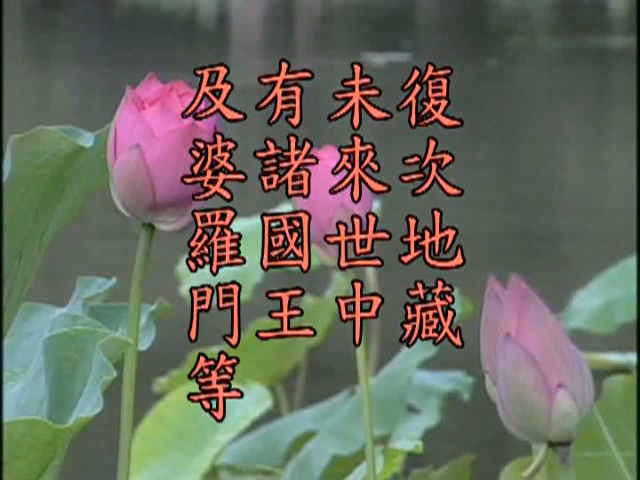 復次地藏
未來世中
有諸國王
及婆羅門等